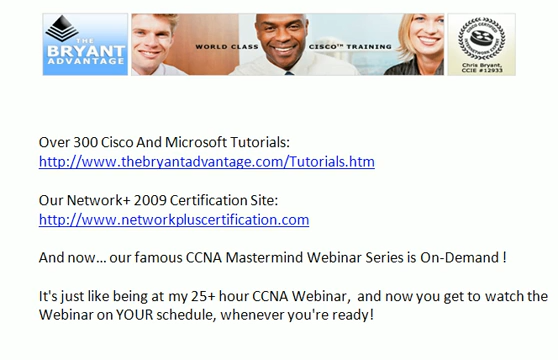 THE
BRYANT
ADVANTAGE
WORLD CLASS CISCO™ TRAINING
Chris Bryant,
CCIE #12933
Over 300 Cisco And Microsoft Tutorials:
http://www.thebryantadvantage.com/Tutorials.htm
Our Network+ 2009 Certification Site:
http://www.networkpluscertification.com
And now... our famous CCNA Mastermind Webinar Series is On-Demand !
It's just like being at my 25+ hour CCNA Webinar, and now you get to watch the
Webinar on YOUR schedule, whenever you're ready!